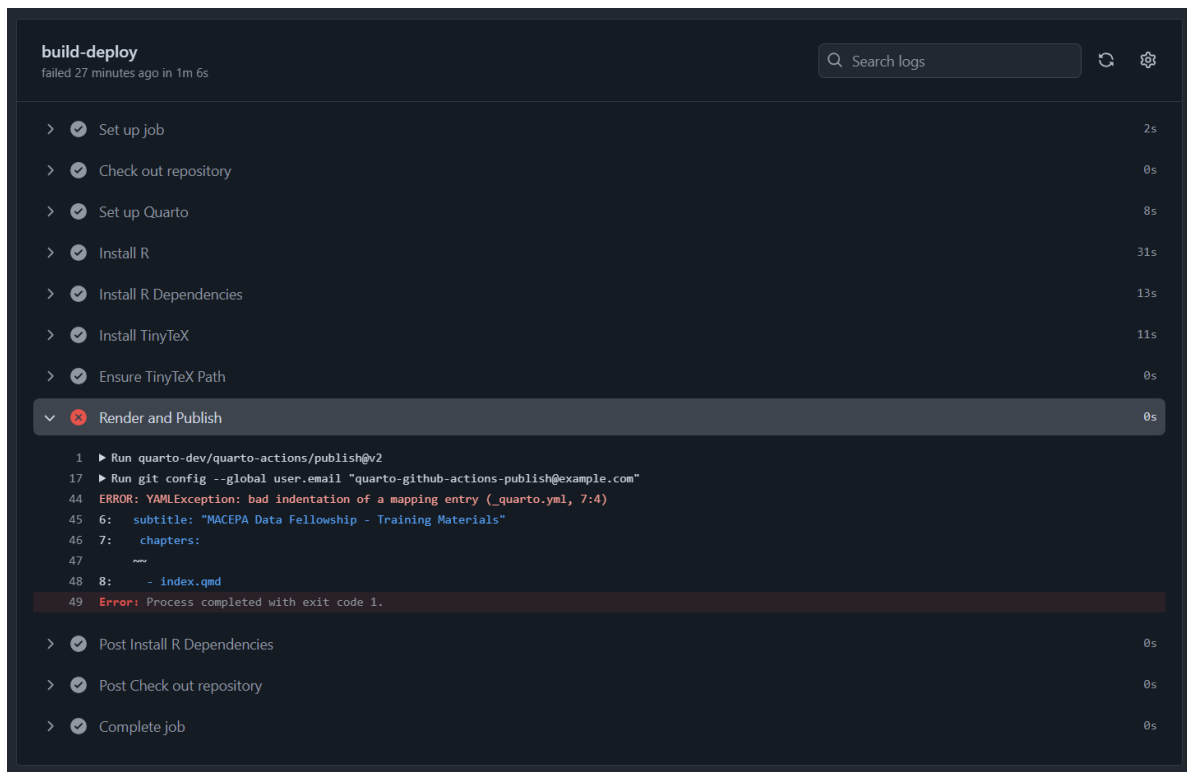 build-deploy
failed 27 minutes ago in 1m 6s
Search logs
Set up job 2s
Check out repository 0s
Set up Quarto 8s
Install R 31s
Install R Dependencies 13s
Install TinyTeX 11s
Ensure TinyTeX Path 0s
Render and Publish 0s
1 ▶ Run quarto-dev/quarto-actions/publish@v2
17 ▶ Run git config --global user.email "quarto-github-actions-publish@example.com"
44 ERROR: YAMLException: bad indentation of a mapping entry (_quarto.yml, 7:4)
45 6:   subtitle: "MACEPA Data Fellowship - Training Materials"
46 7:    chapters:
47      ~~
48 8:     - index.qmd
49 Error: Process completed with exit code 1.
Post Install R Dependencies 0s
Post Check out repository 0s
Complete job 0s